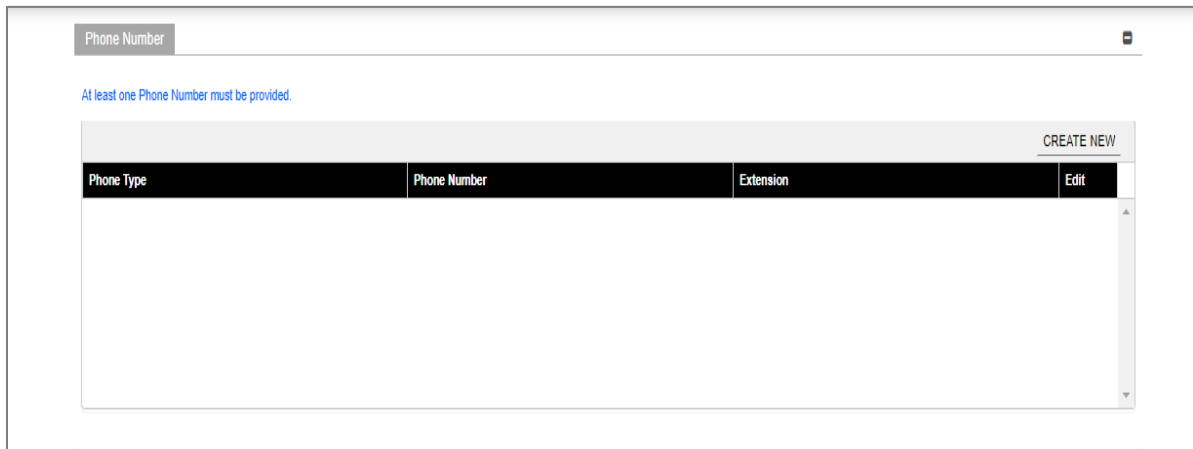 Phone Number
At least one Phone Number must be provided.
CREATE NEW
Phone Type Phone Number Extension Edit